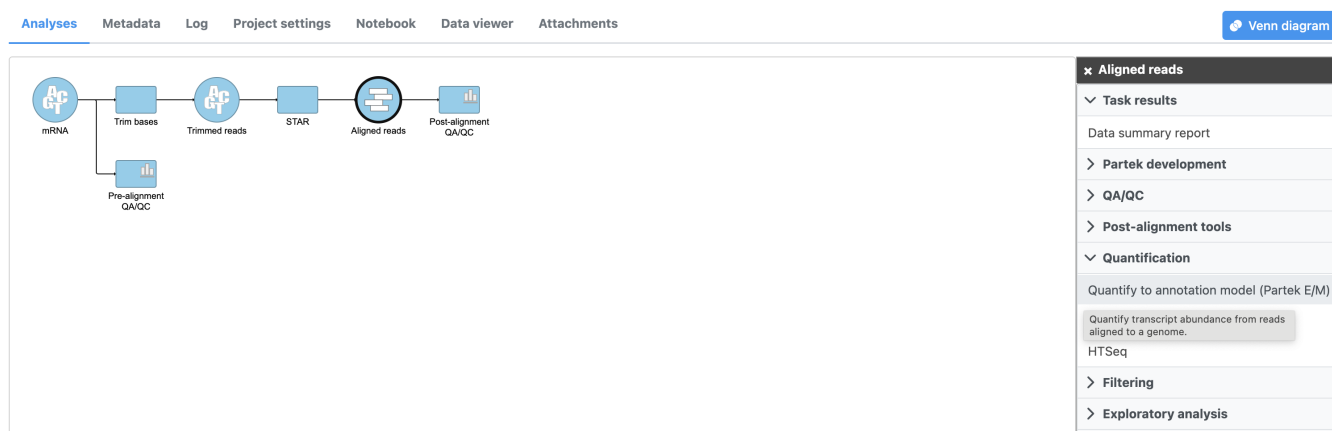 Analyses Metadata Log Project settings Notebook Data viewer Attachments Venn diagram
Aligned reads
Task results
Data summary report
Partek development
QA/QC
Post-alignment tools
Quantification
Quantify to annotation model (Partek E/M)
Quantify transcript abundance from reads
aligned to a genome.
HTSeq
Filtering
Exploratory analysis
ACGT
mRNA
Trim bases
ACGT
Trimmed reads
STAR
Aligned reads
Post-alignment
QA/QC
Pre-alignment
QA/QC